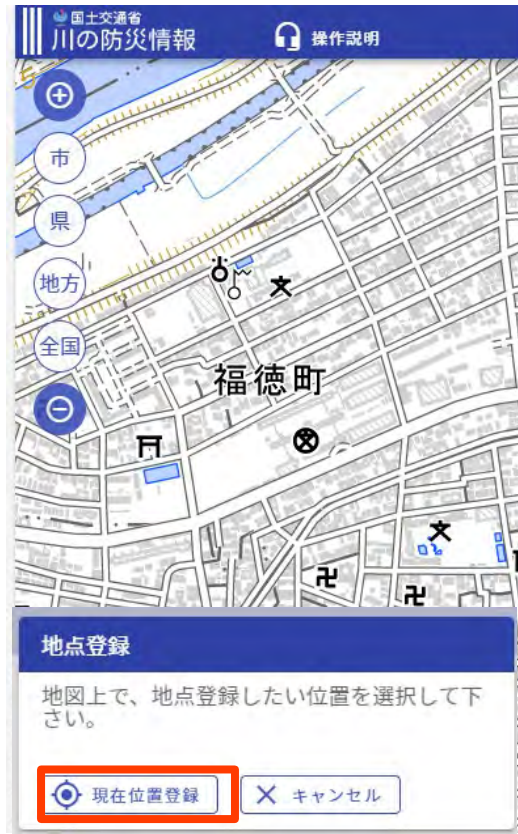 国土交通省
川の防災情報
操作説明
市
県
地方
全国
福徳町
地点登録
地図上で、地点登録したい位置を選択して下
さい。
現在位置登録
キャンセル